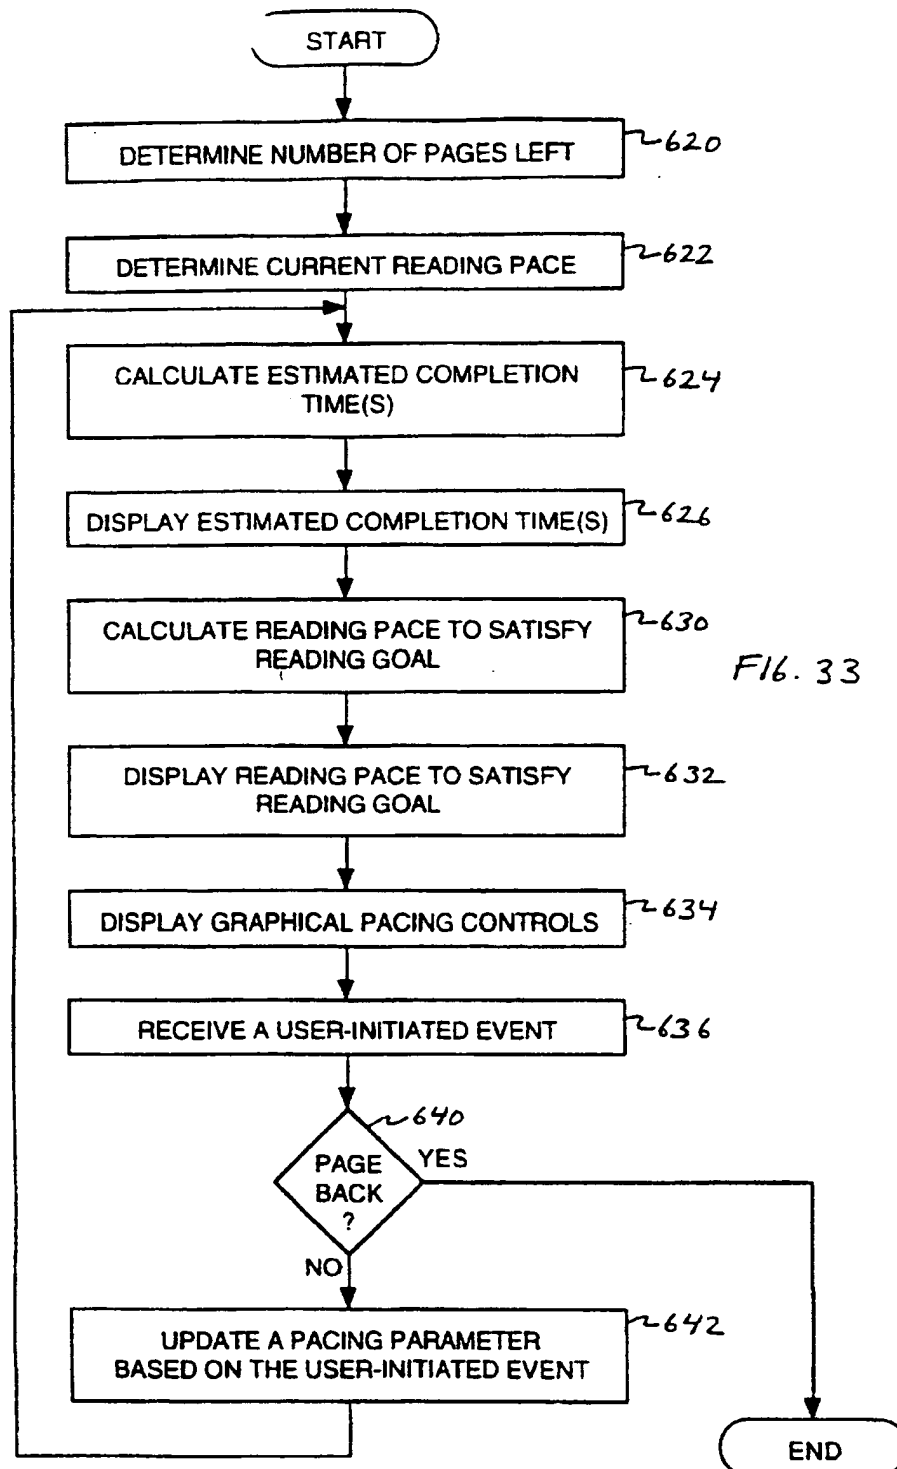 START
DETERMINE NUMBER OF PAGES LEFT
620
DETERMINE CURRENT READING PACE
622
CALCULATE ESTIMATED COMPLETION
TIME(S)
624
DISPLAY ESTIMATED COMPLETION TIME(S)
626
CALCULATE READING PACE TO SATISFY
READING GOAL
630
FIG. 33
DISPLAY READING PACE TO SATISFY
READING GOAL
632
DISPLAY GRAPHICAL PACING CONTROLS
634
RECEIVE A USER-INITIATED EVENT
636
640
PAGE
BACK
?
YES
NO
UPDATE A PACING PARAMETER
BASED ON THE USER-INITIATED EVENT
642
END